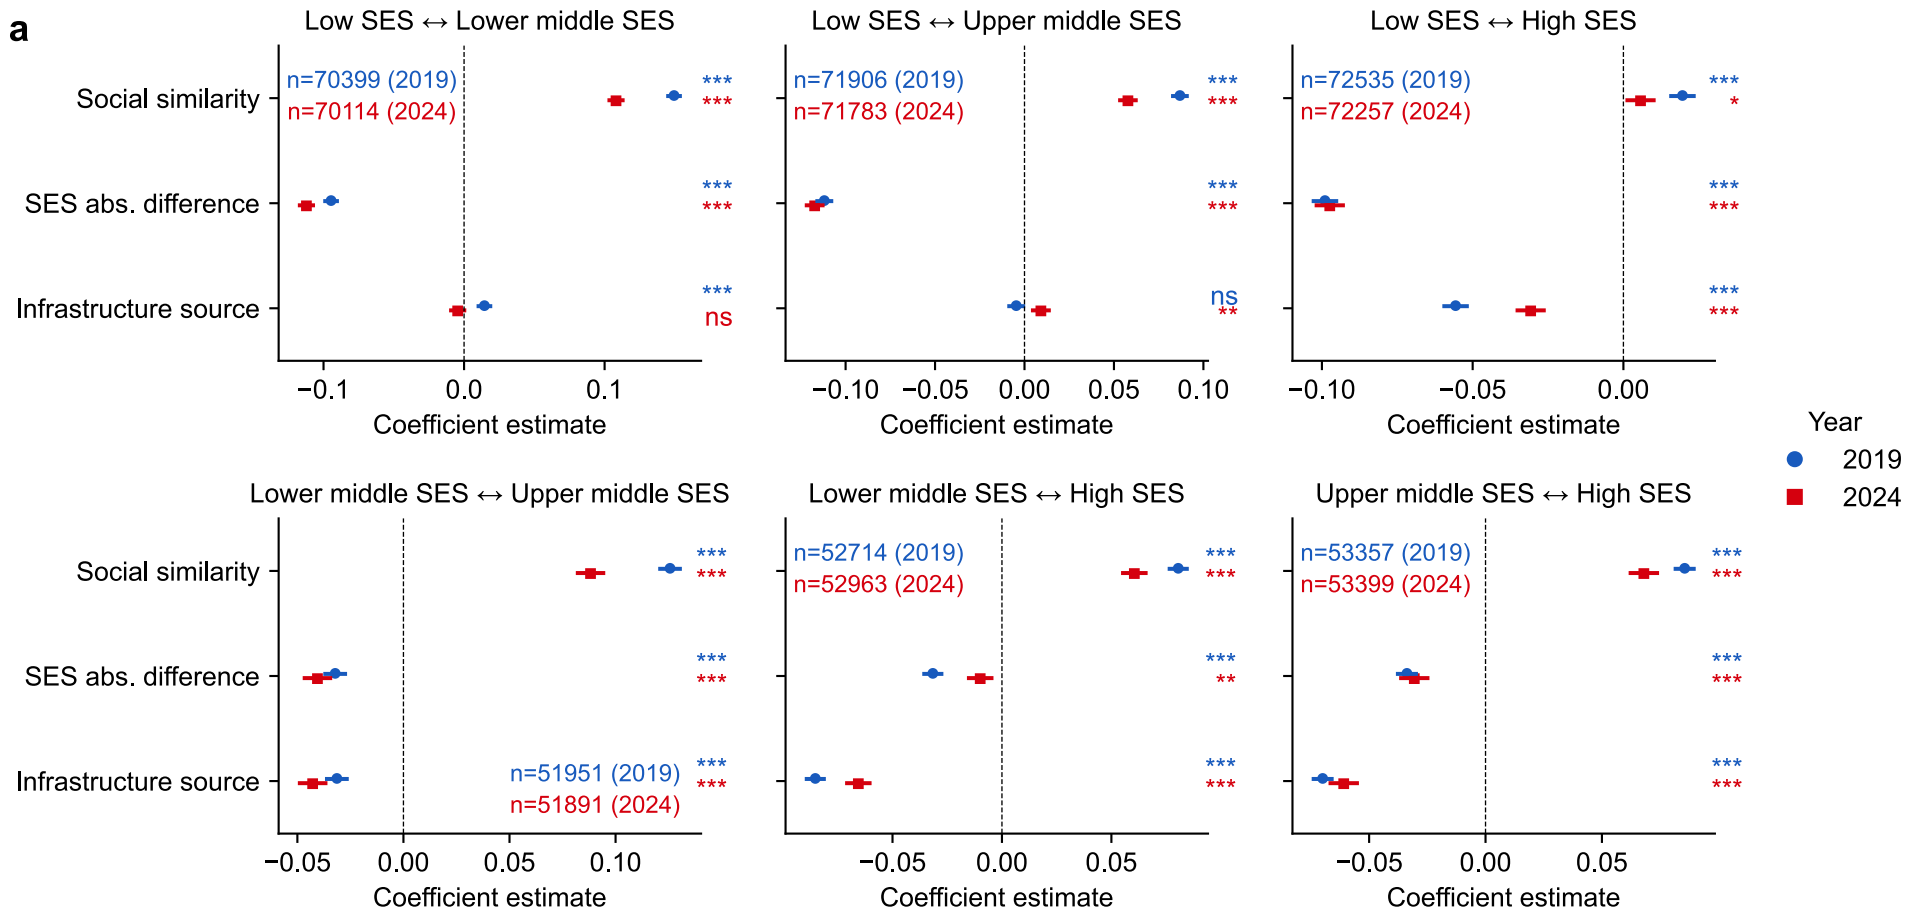 a
Low SES ↔ Lower middle SES
Low SES ↔ Upper middle SES
Low SES ↔ High SES
n=70399 (2019)
n=70114 (2024)
n=71906 (2019)
n=71783 (2024)
n=72535 (2019)
n=72257 (2024)
Social similarity
*** *** ***
*** *** *
SES abs. difference
*** *** ***
*** *** ***
Infrastructure source
*** ns ***
ns ** ***
−0.1 0.0 0.1
−0.10 −0.05 0.00 0.05 0.10
−0.10 −0.05 0.00
Coefficient estimate
Coefficient estimate
Coefficient estimate
Year
2019
2024
Lower middle SES ↔ Upper middle SES
Lower middle SES ↔ High SES
Upper middle SES ↔ High SES
n=52714 (2019)
n=52963 (2024)
n=53357 (2019)
n=53399 (2024)
Social similarity
*** *** ***
*** *** ***
SES abs. difference
*** *** ***
*** ** ***
Infrastructure source
n=51951 (2019)
n=51891 (2024)
*** *** ***
*** *** ***
−0.05 0.00 0.05 0.10
−0.05 0.00 0.05
−0.05 0.00 0.05
Coefficient estimate
Coefficient estimate
Coefficient estimate